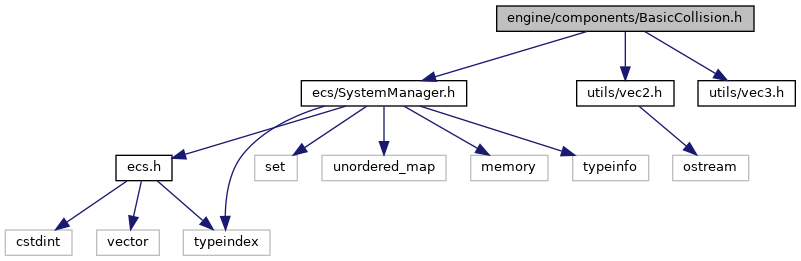 engine/components/BasicCollision.h
ecs/SystemManager.h
utils/vec2.h
utils/vec3.h
ecs.h
set
unordered_map
memory
typeinfo
ostream
cstdint
vector
typeindex